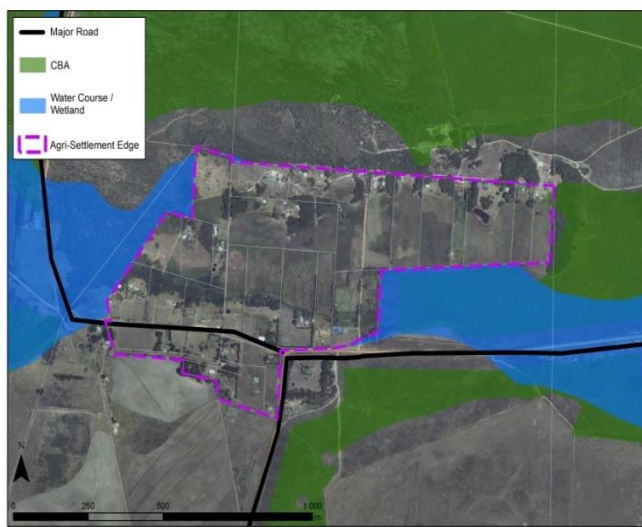 Major Road
CBA
Water Course /
Wetland
Agri-Settlement Edge
N
0 250 500 1 000
m